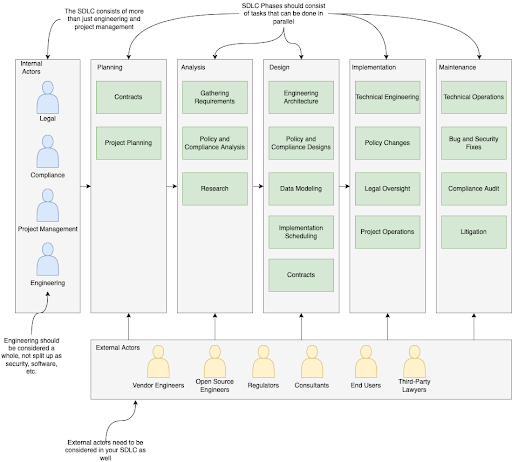 The SDLC consists of more
than just engineering and
project management
SDLC Phases should consist
of tasks that can be done in
parallel
Internal
Actors
Legal
Compliance
Project Management
Engineering
Planning
Contracts
Project Planning
Analysis
Gathering
Requirements
Policy and
Compliance Analysis
Research
Design
Engineering
Architecture
Policy and
Compliance Designs
Data Modeling
Implementation
Scheduling
Contracts
Implementation
Technical Engineering
Policy Changes
Legal Oversight
Project Operations
Maintenance
Technical Operations
Bug and Security
Fixes
Compliance Audit
Litigation
Engineering should
be considered a
whole, not split up as
security, software,
etc.
External Actors
Vendor Engineers
Open Source
Engineers
Regulators
Consultants
End Users
Third-Party
Lawyers
External actors need to be
considered in your SDLC as
well